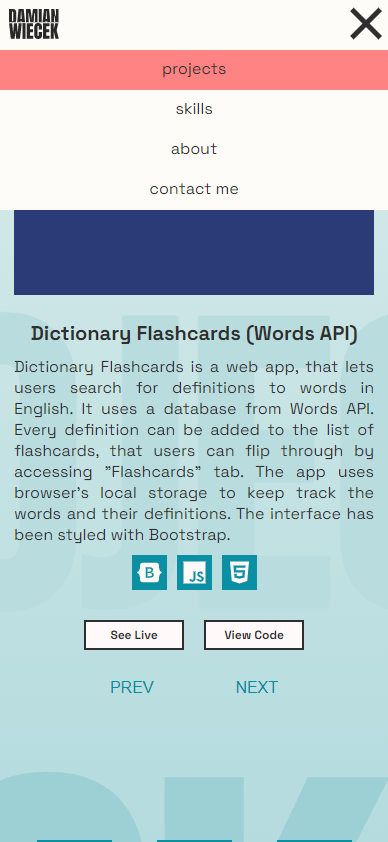 DAMIAN
WIECEK
projects
skills
about
contact me
Dictionary Flashcards (Words API)
Dictionary Flashcards is a web app, that lets
users search for definitions to words in
English. It uses a database from Words API.
Every definition can be added to the list of
flashcards, that users can flip through by
accessing "Flashcards" tab. The app uses
browser's local storage to keep track the
words and their definitions. The interface has
been styled with Bootstrap.
B JS 5
See Live View Code
PREV NEXT